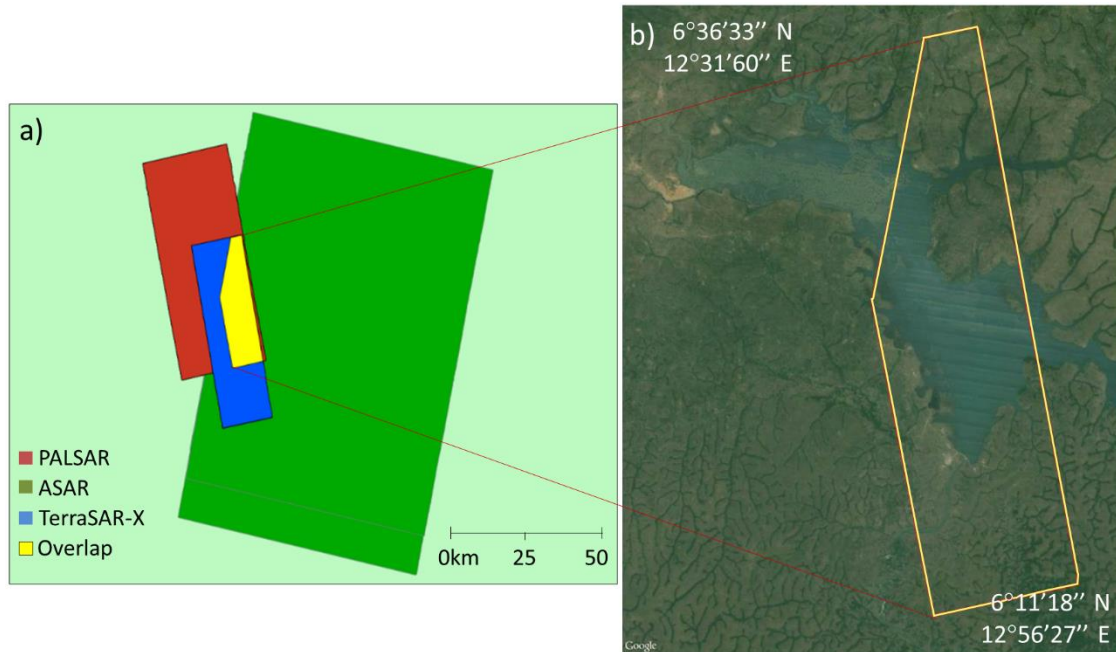 a)
PALSAR
ASAR
TerraSAR-X
Overlap
0km 25 50
b)
6°36’33’’ N
12°31’60’’ E
6°11’18’’ N
12°56’27’’ E
Google